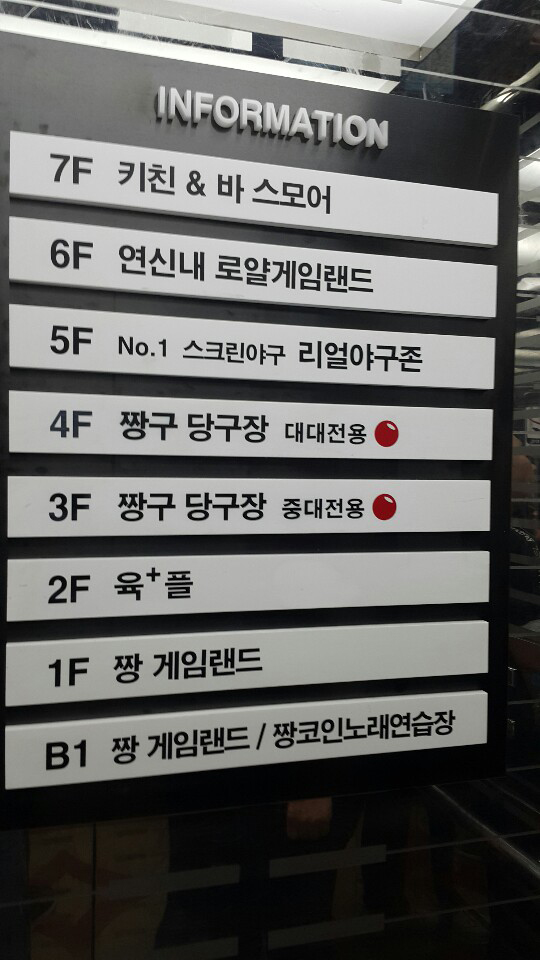 INFORMATION
7F 키친 & 바 스모어
6F 연신내 로얄게임랜드
5F No.1 스크린야구 리얼야구존
4F 짱구 당구장 대대전용
3F 짱구 당구장 중대전용
2F 육+플
1F 짱 게임랜드
B1 짱 게임랜드 / 짱코인노래연습장